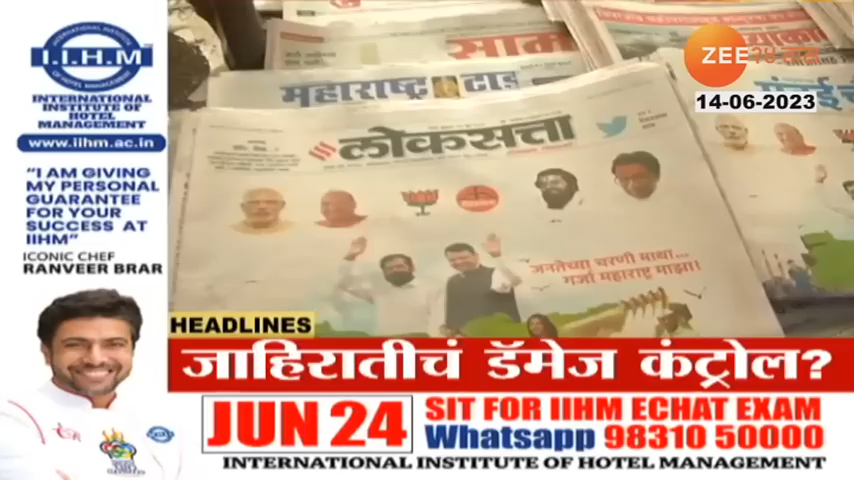 I.I.H.M
INTERNATIONAL
INSTITUTE OF
HOTEL
MANAGEMENT
www.iihm.ac.in
"I AM GIVING
MY PERSONAL
GUARANTEE
FOR YOUR
SUCCESS AT
IIHM"
ICONIC CHEF
RANVEER BRAR
ZEE २४ तास
14-06-2023
महाराष्ट्र टाइ
लोकसत्ता
जनतेच्या चरणी माथा...
गर्जा महाराष्ट्र माझा!
HEADLINES
जाहिरातीचं डॅमेज कंट्रोल?
JUN 24
SIT FOR IIHM ECHAT EXAM
Whatsapp 98310 50000
INTERNATIONAL INSTITUTE OF HOTEL MANAGEMENT